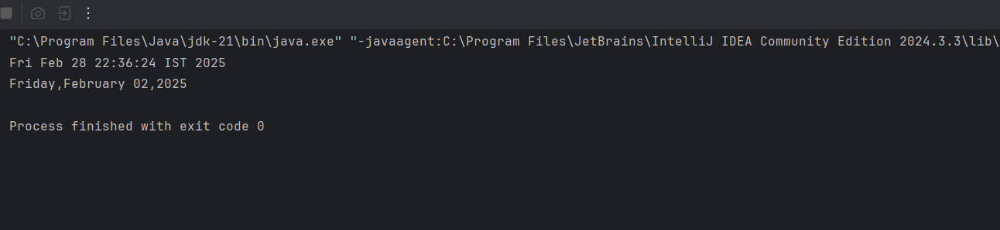 "C:\Program Files\Java\jdk-21\bin\java.exe" "-javaagent:C:\Program Files\JetBrains\IntelliJ IDEA Community Edition 2024.3.3\lib\
Fri Feb 28 22:36:24 IST 2025
Friday,February 02,2025
Process finished with exit code 0